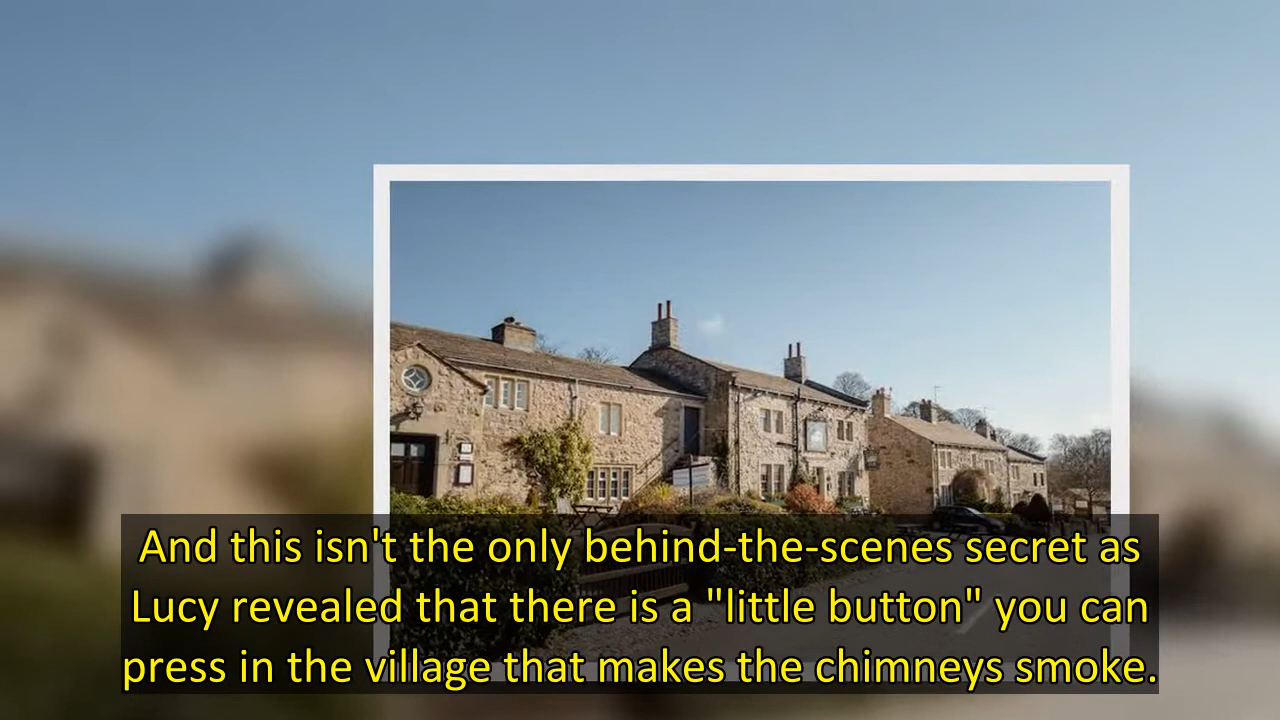 And this isn't the only behind-the-scenes secret as
Lucy revealed that there is a "little button" you can
press in the village that makes the chimneys smoke.